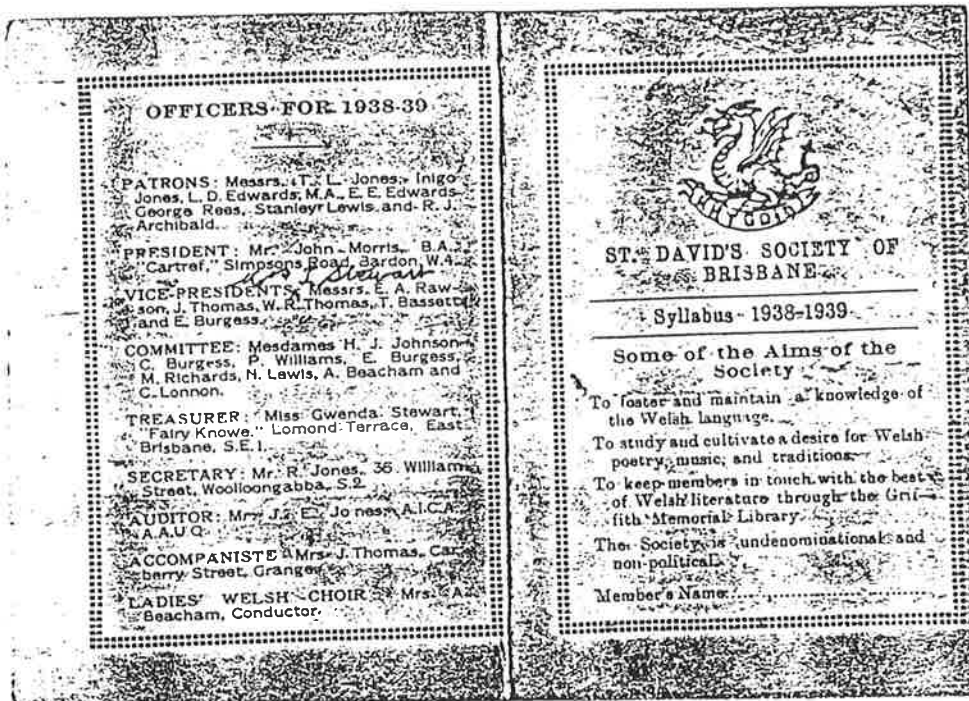 OFFICERS FOR 1938-39
PATRONS: Messrs. T. L. Jones, Inigo
Jones, L. D. Edwards, M.A., E. E. Edwards
George Rees, Stanley Lewis and R. J.
Archibald.
PRESIDENT: Mr. John Morris, B.A.,
"Cartref," Simpsons Road, Bardon, W.4.
Stewart
VICE-PRESIDENTS: Messrs. E. A. Raw-
son, J. Thomas, W. R. Thomas, T. Bassett
and E. Burgess.
COMMITTEE: Mesdames H. J. Johnson
C. Burgess, P. Williams, E. Burgess,
M. Richards, N. Lewis, A. Beacham and
C. Lonnon.
TREASURER: Miss Gwenda Stewart,
"Fairy Knowe," Lomond Terrace, East
Brisbane, S.E.1.
SECRETARY: Mr. R. Jones, 35 William
Street, Woolloongabba, S.2.
AUDITOR: Mr. J. E. Jones, A.I.C.A.
A.A.U.Q.
ACCOMPANISTE: Mrs. J. Thomas, Car-
berry Street, Grange.
LADIES' WELSH CHOIR: Mrs. A.
Beacham, Conductor.
ST. DAVID'S SOCIETY OF
BRISBANE
Syllabus 1938-1939
Some of the Aims of the
Society
To foster and maintain a knowledge of
the Welsh language.
To study and cultivate a desire for Welsh
poetry, music, and traditions.
To keep members in touch with the best
of Welsh literature through the Grif-
fith Memorial Library.
The Society is undenominational and
non-political.
Member's Name